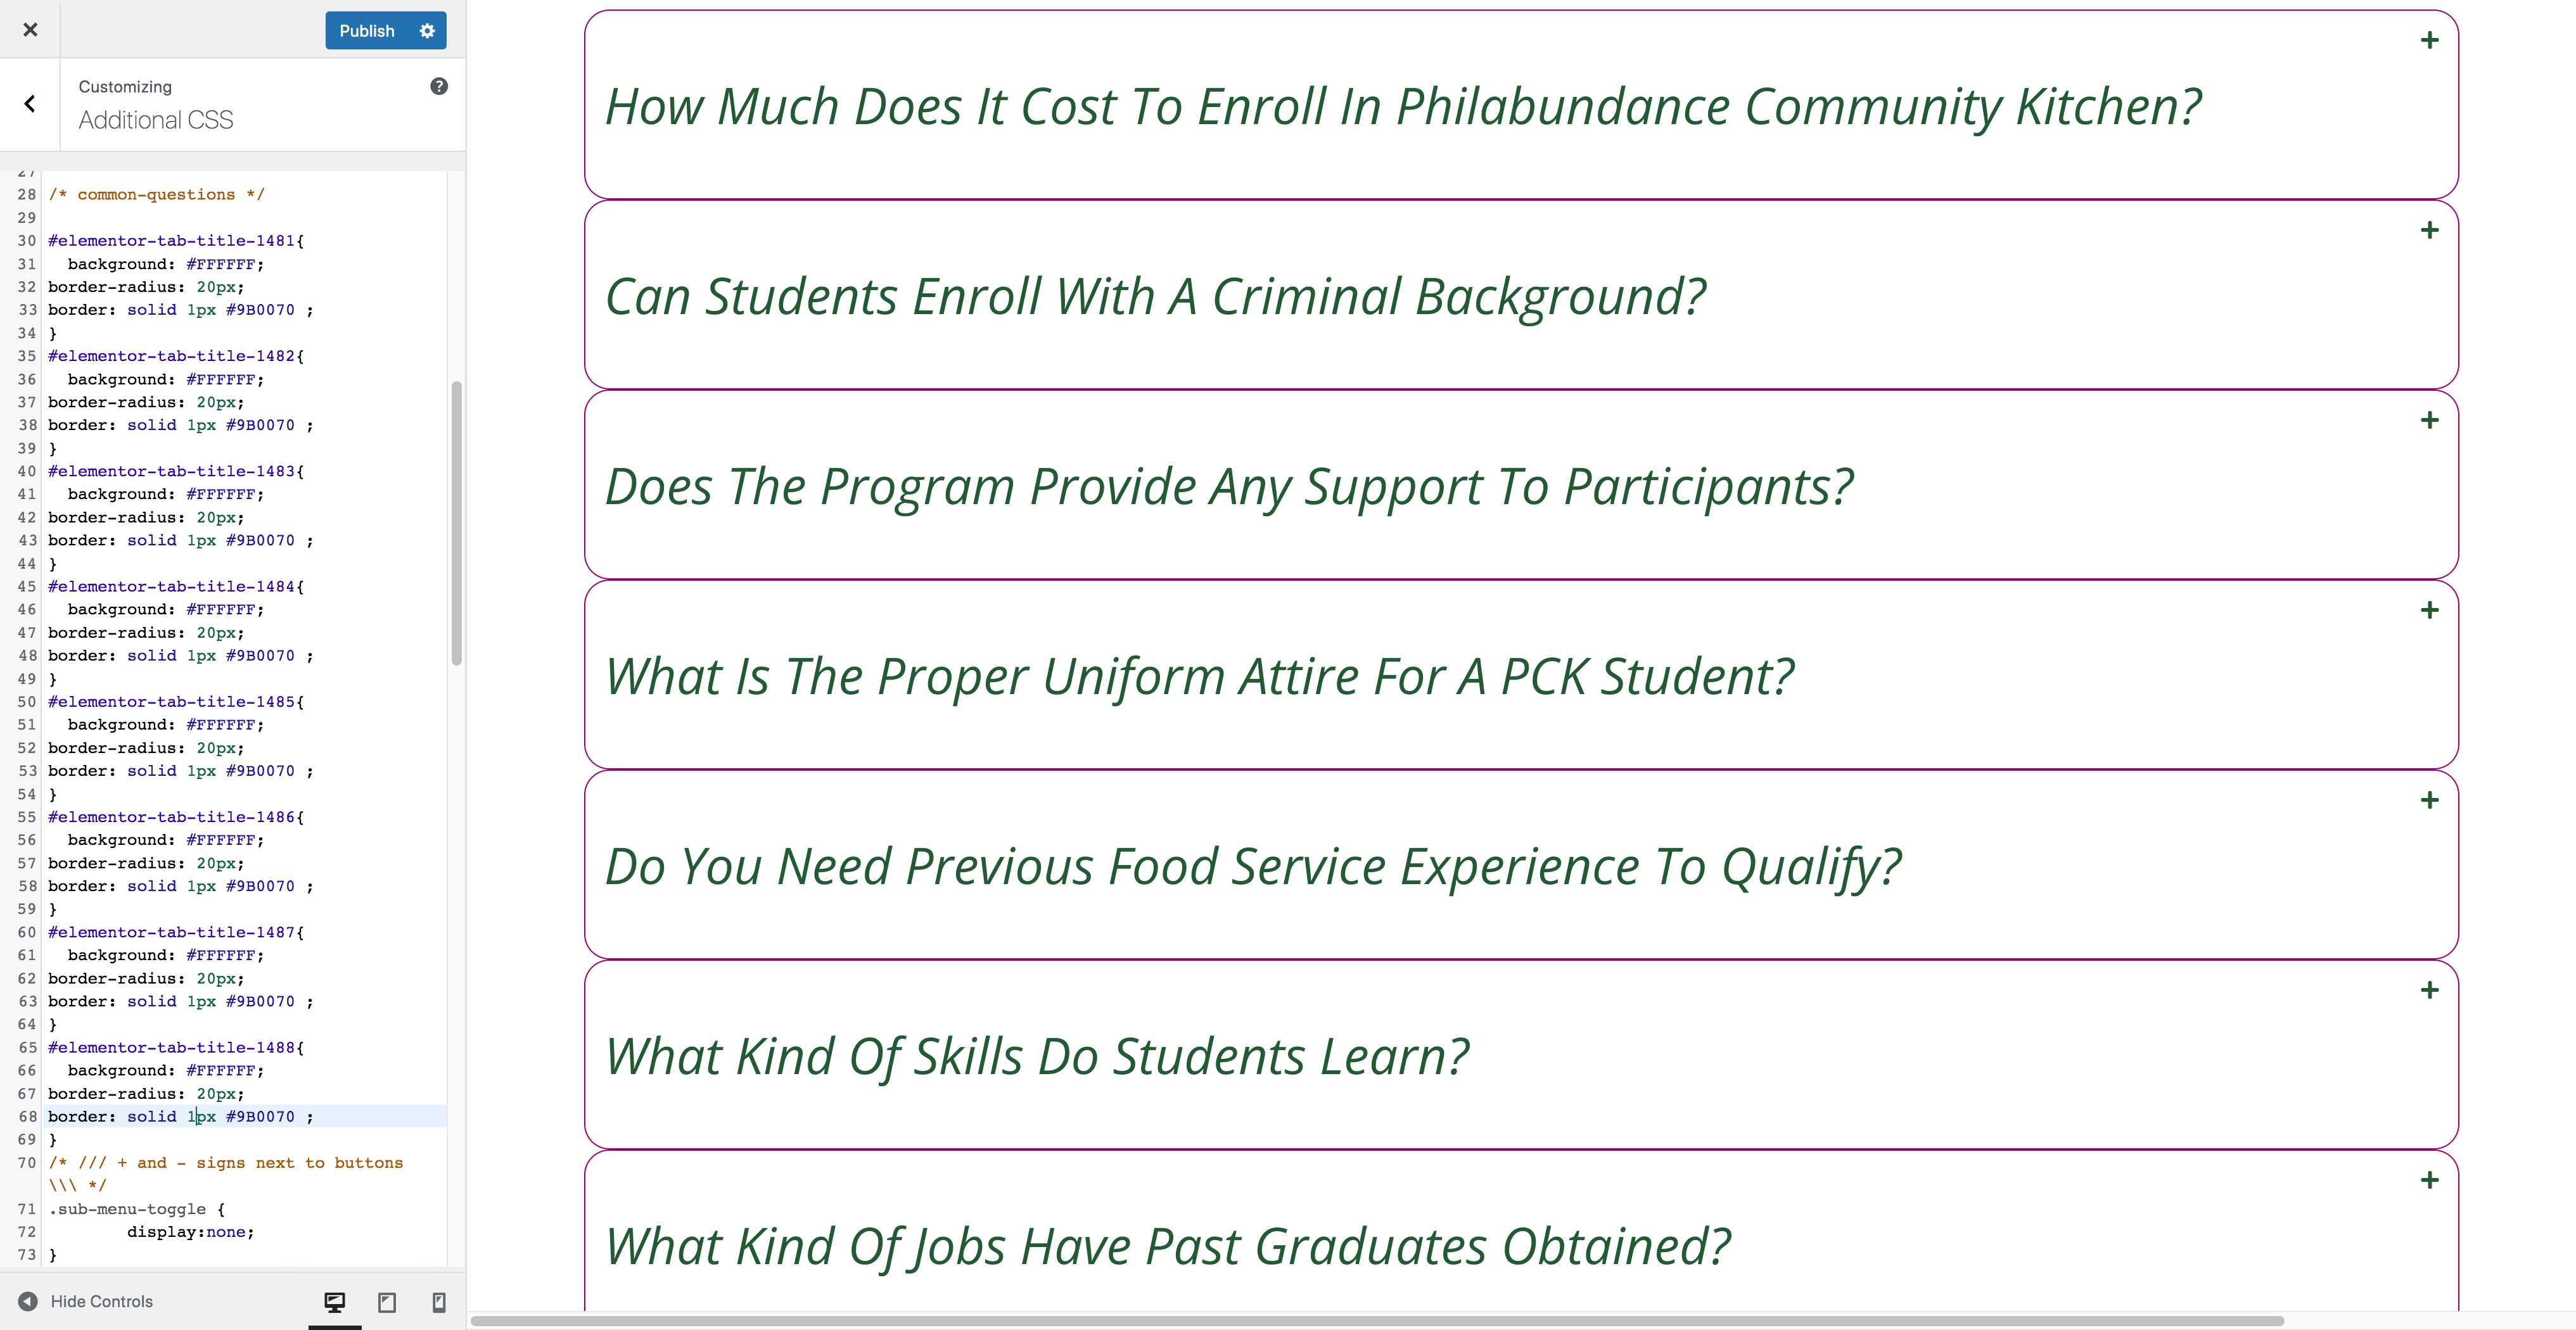 Publish
Customizing
Additional CSS
27
28 /* common-questions */
29
30 #elementor-tab-title-1481{
31 background: #FFFFFF;
32 border-radius: 20px;
33 border: solid 1px #9B0070 ;
34 }
35 #elementor-tab-title-1482{
36 background: #FFFFFF;
37 border-radius: 20px;
38 border: solid 1px #9B0070 ;
39 }
40 #elementor-tab-title-1483{
41 background: #FFFFFF;
42 border-radius: 20px;
43 border: solid 1px #9B0070 ;
44 }
45 #elementor-tab-title-1484{
46 background: #FFFFFF;
47 border-radius: 20px;
48 border: solid 1px #9B0070 ;
49 }
50 #elementor-tab-title-1485{
51 background: #FFFFFF;
52 border-radius: 20px;
53 border: solid 1px #9B0070 ;
54 }
55 #elementor-tab-title-1486{
56 background: #FFFFFF;
57 border-radius: 20px;
58 border: solid 1px #9B0070 ;
59 }
60 #elementor-tab-title-1487{
61 background: #FFFFFF;
62 border-radius: 20px;
63 border: solid 1px #9B0070 ;
64 }
65 #elementor-tab-title-1488{
66 background: #FFFFFF;
67 border-radius: 20px;
68 border: solid 1px #9B0070 ;
69 }
70 /* /// + and - signs next to buttons
\\\ */
71 .sub-menu-toggle {
72 display:none;
73 }
Hide Controls
+
How Much Does It Cost To Enroll In Philabundance Community Kitchen?
+
Can Students Enroll With A Criminal Background?
+
Does The Program Provide Any Support To Participants?
+
What Is The Proper Uniform Attire For A PCK Student?
+
Do You Need Previous Food Service Experience To Qualify?
+
What Kind Of Skills Do Students Learn?
+
What Kind Of Jobs Have Past Graduates Obtained?